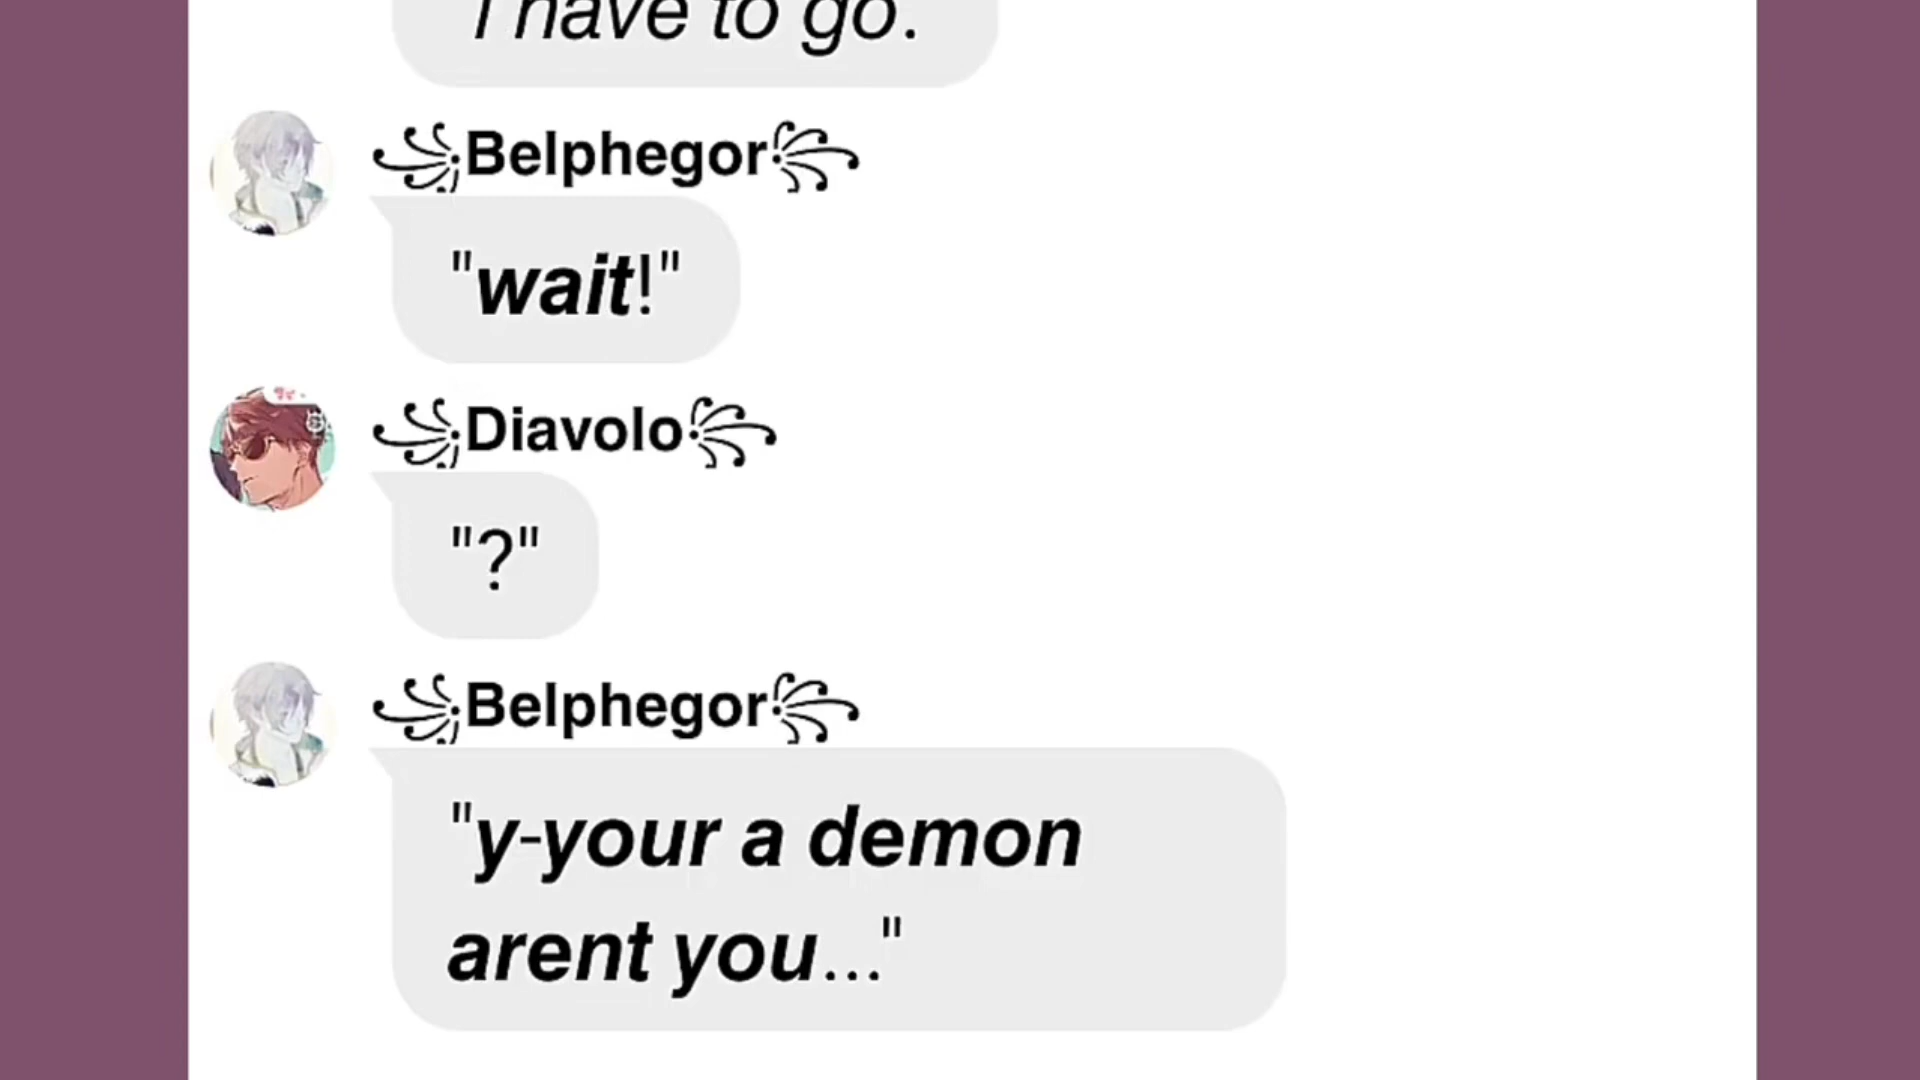 I have to go.
꧁Belphegor꧂
"wait!"
꧁Diavolo꧂
"?"
꧁Belphegor꧂
"y-your a demon
arent you..."